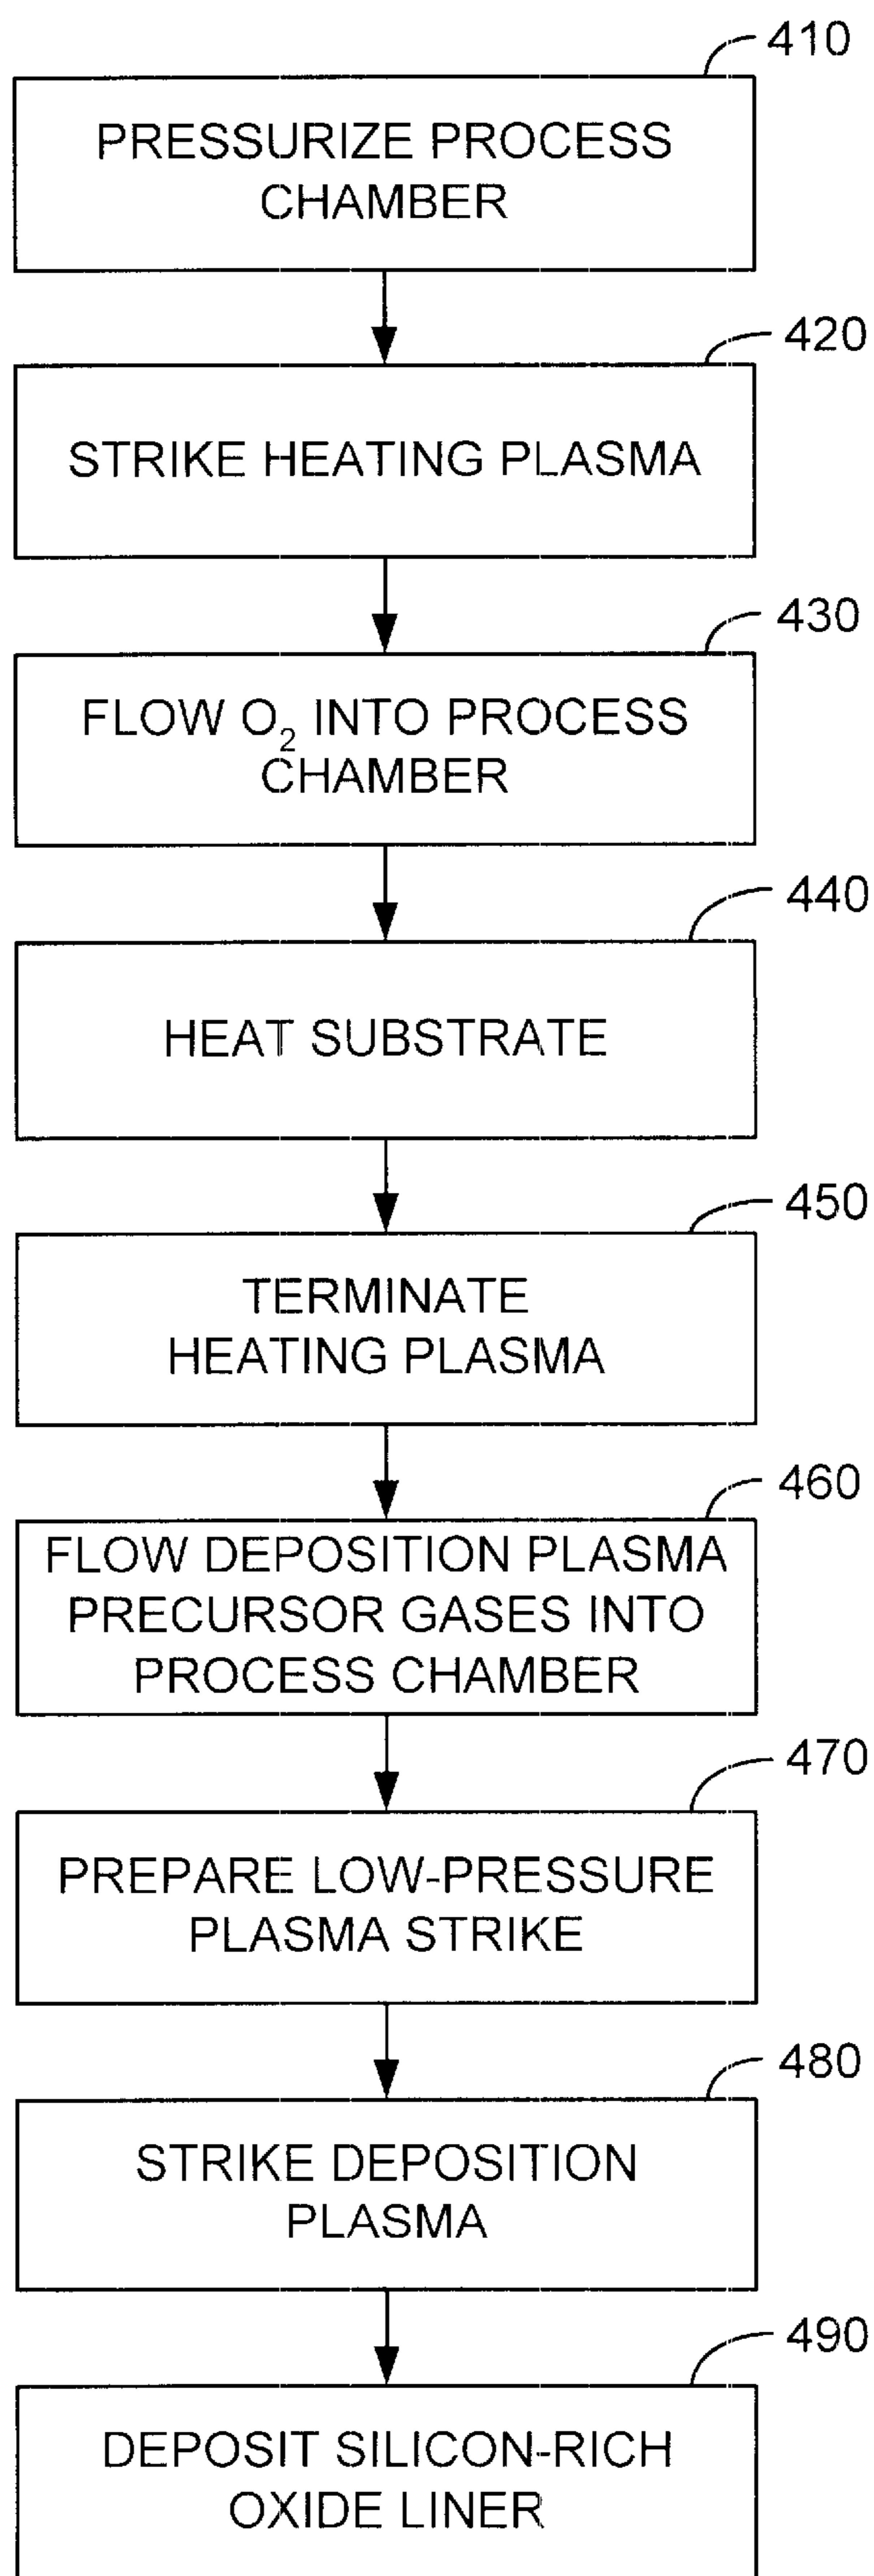 410
PRESSURIZE PROCESS
CHAMBER
420
STRIKE HEATING PLASMA
430
FLOW O₂ INTO PROCESS
CHAMBER
440
HEAT SUBSTRATE
450
TERMINATE
HEATING PLASMA
460
FLOW DEPOSITION PLASMA
PRECURSOR GASES INTO
PROCESS CHAMBER
470
PREPARE LOW-PRESSURE
PLASMA STRIKE
480
STRIKE DEPOSITION
PLASMA
490
DEPOSIT SILICON-RICH
OXIDE LINER